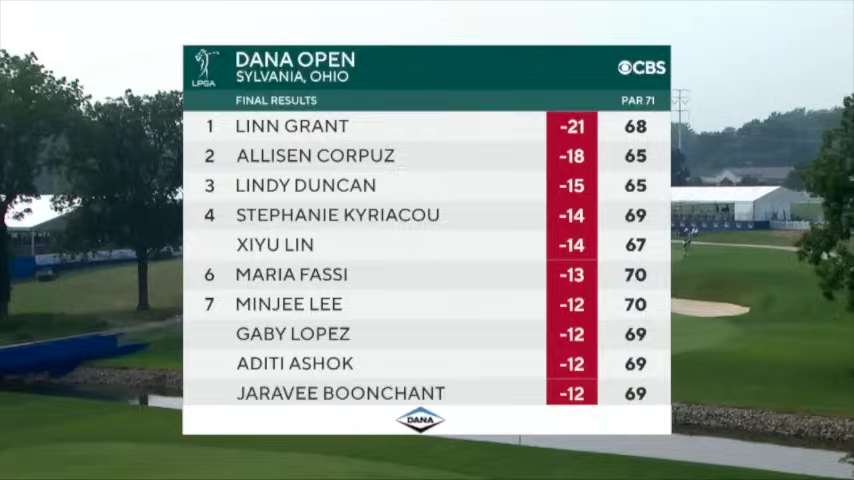 DANA OPEN
SYLVANIA, OHIO
LPGA
CBS
FINAL RESULTS PAR 71
1 LINN GRANT -21 68
2 ALLISEN CORPUZ -18 65
3 LINDY DUNCAN -15 65
4 STEPHANIE KYRIACOU -14 69
XIYU LIN -14 67
6 MARIA FASSI -13 70
7 MINJEE LEE -12 70
GABY LOPEZ -12 69
ADITI ASHOK -12 69
JARAVEE BOONCHANT -12 69
DANA